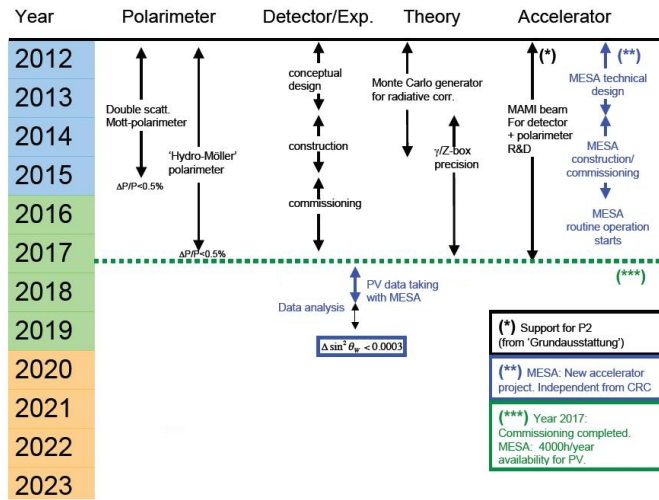 Year Polarimeter Detector/Exp. Theory Accelerator
2012
2013
2014
2015
2016
2017
2018
2019
2020
2021
2022
2023
Double scatt.
Mott-polarimeter
ΔP/P<0.5%
'Hydro-Möller'
polarimeter
ΔP/P<0.5%
conceptual
design
construction
commissioning
Monte Carlo generator
for radiative corr.
γ/Z-box
precision
(*)
MAMI beam
For detector
+ polarimeter
R&D
(**)
MESA technical
design
MESA
construction/
commissioning
MESA
routine operation
starts
(***)
PV data taking
with MESA
Data analysis
Δ sin² θW < 0.0003
(*) Support for P2
(from 'Grundausstattung')
(**) MESA: New accelerator
project. Independent from CRC
(***) Year 2017:
Commissioning completed.
MESA: 4000h/year
availability for PV.